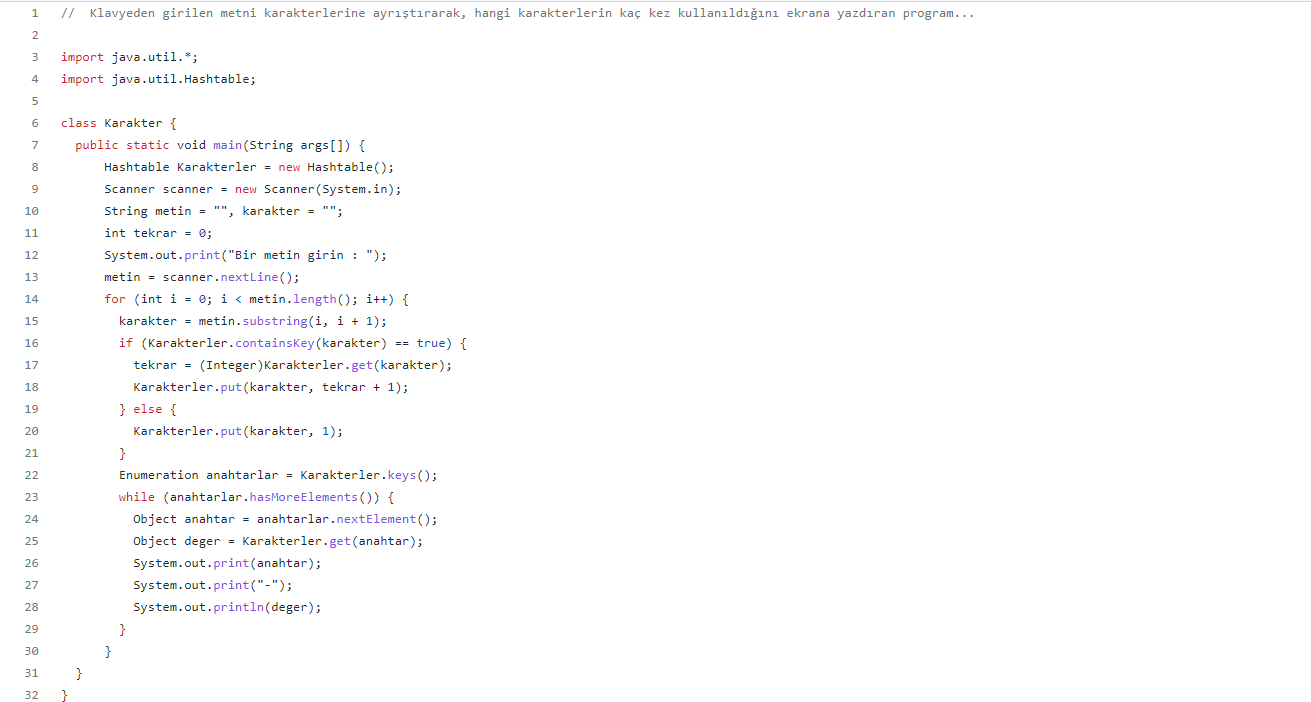 1 //  Klavyeden girilen metni karakterlerine ayrıştırarak, hangi karakterlerin kaç kez kullanıldığını ekrana yazdıran program...
2
3 import java.util.*;
4 import java.util.Hashtable;
5
6 class Karakter {
7   public static void main(String args[]) {
8       Hashtable Karakterler = new Hashtable();
9       Scanner scanner = new Scanner(System.in);
10       String metin = "", karakter = "";
11       int tekrar = 0;
12       System.out.print("Bir metin girin : ");
13       metin = scanner.nextLine();
14       for (int i = 0; i < metin.length(); i++) {
15         karakter = metin.substring(i, i + 1);
16         if (Karakterler.containsKey(karakter) == true) {
17           tekrar = (Integer)Karakterler.get(karakter);
18           Karakterler.put(karakter, tekrar + 1);
19         } else {
20           Karakterler.put(karakter, 1);
21         }
22         Enumeration anahtarlar = Karakterler.keys();
23         while (anahtarlar.hasMoreElements()) {
24           Object anahtar = anahtarlar.nextElement();
25           Object deger = Karakterler.get(anahtar);
26           System.out.print(anahtar);
27           System.out.print("-");
28           System.out.println(deger);
29         }
30       }
31   }
32 }